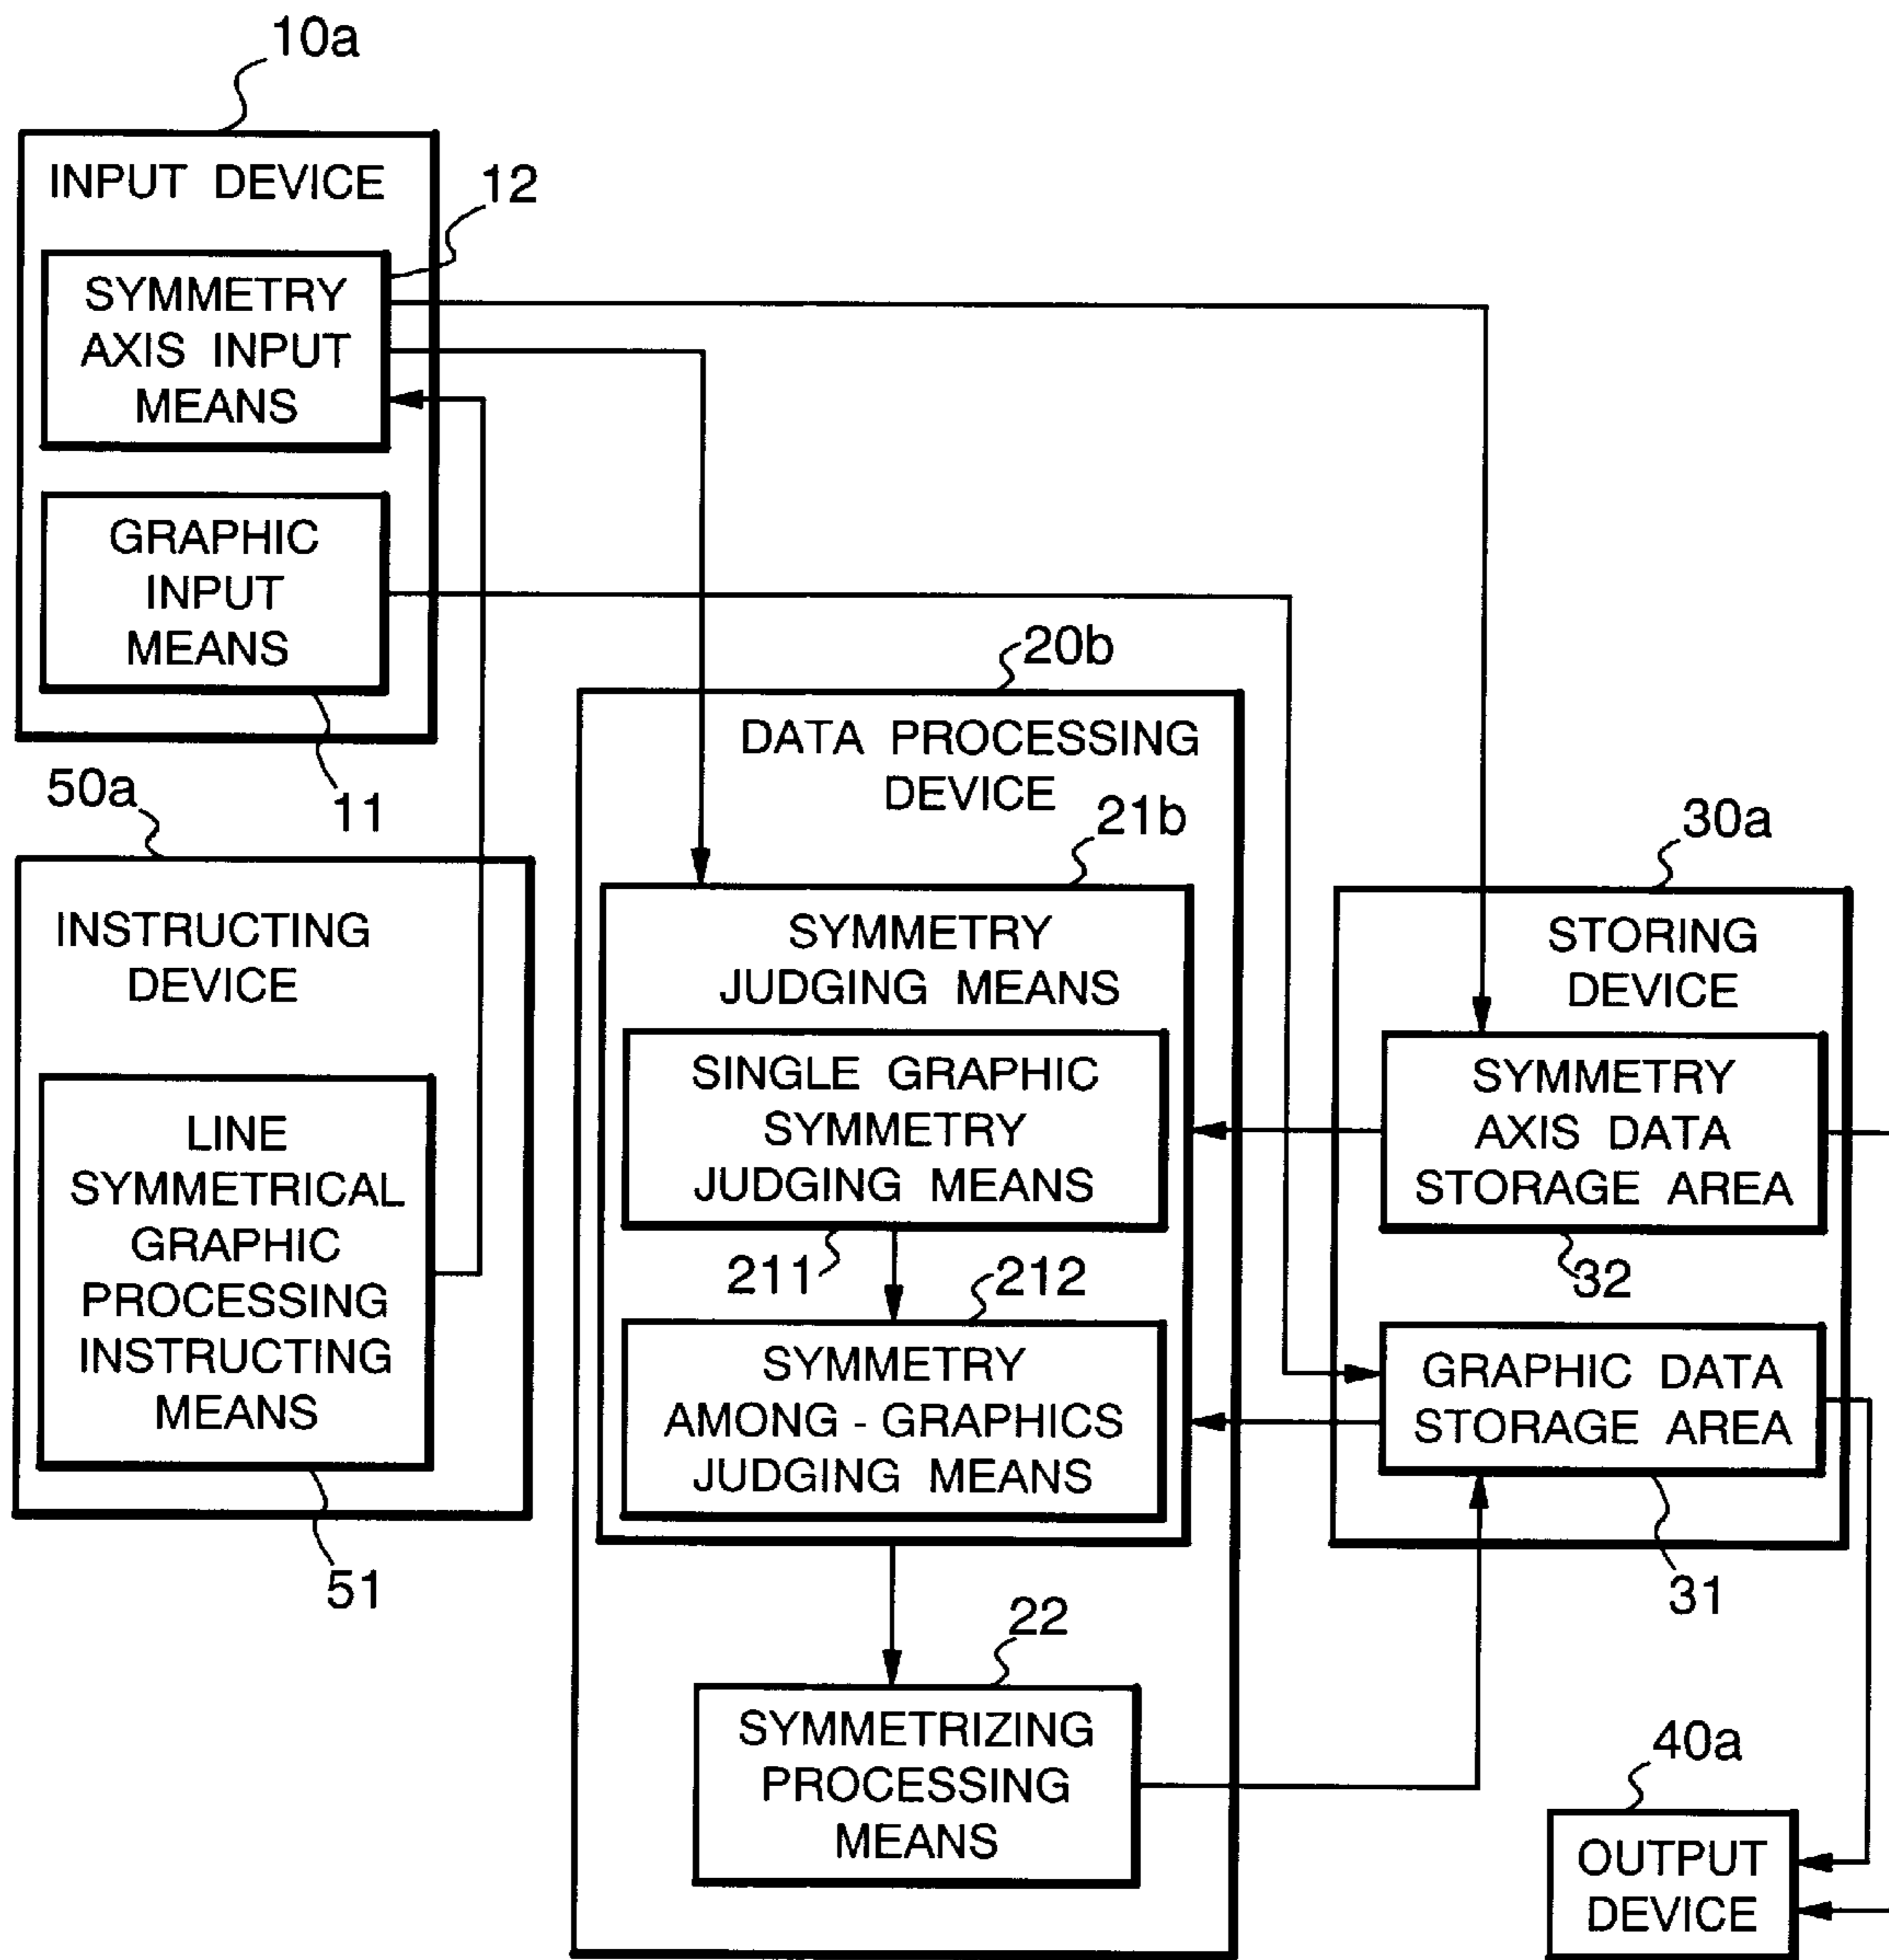 10a
INPUT DEVICE
12
SYMMETRY
AXIS INPUT
MEANS
GRAPHIC
INPUT
MEANS
11
50a
INSTRUCTING
DEVICE
LINE
SYMMETRICAL
GRAPHIC
PROCESSING
INSTRUCTING
MEANS
51
20b
DATA PROCESSING
DEVICE
21b
SYMMETRY
JUDGING MEANS
SINGLE GRAPHIC
SYMMETRY
JUDGING MEANS
211
212
SYMMETRY
AMONG - GRAPHICS
JUDGING MEANS
22
SYMMETRIZING
PROCESSING
MEANS
30a
STORING
DEVICE
SYMMETRY
AXIS DATA
STORAGE AREA
32
GRAPHIC DATA
STORAGE AREA
31
40a
OUTPUT
DEVICE